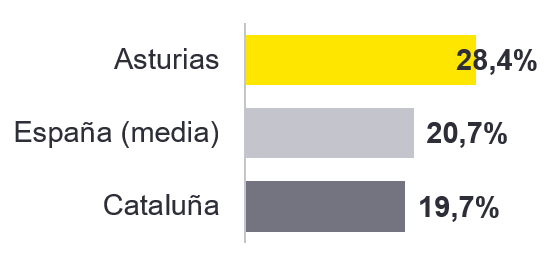 Asturias 28,4%
España (media) 20,7%
Cataluña 19,7%